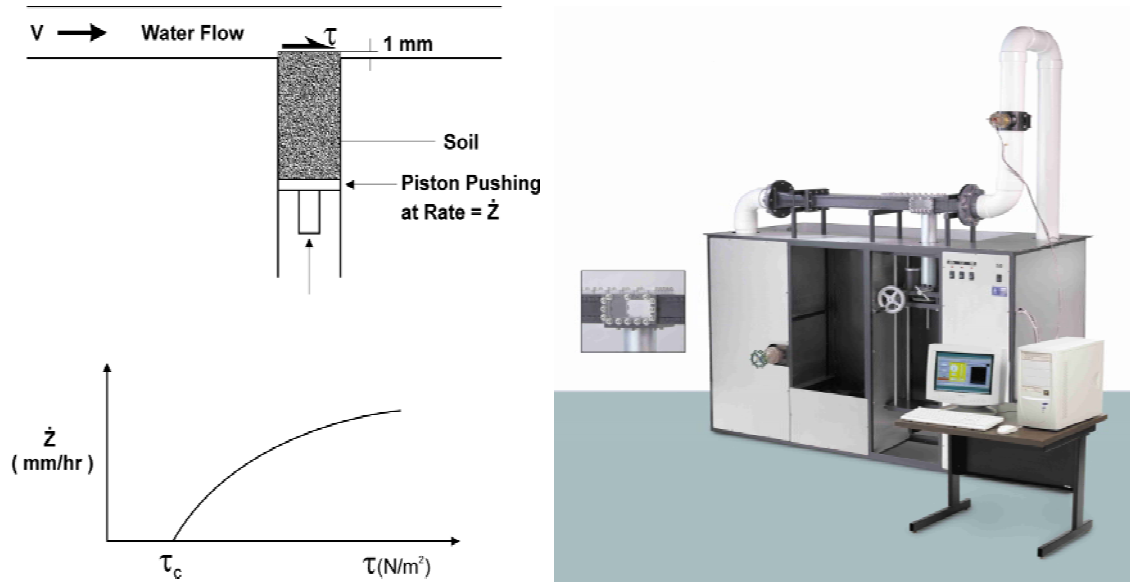 V
Water Flow
τ
1 mm
Soil
Piston Pushing
at Rate = Ż
Ż
( mm/hr )
τc
τ(N/m²)